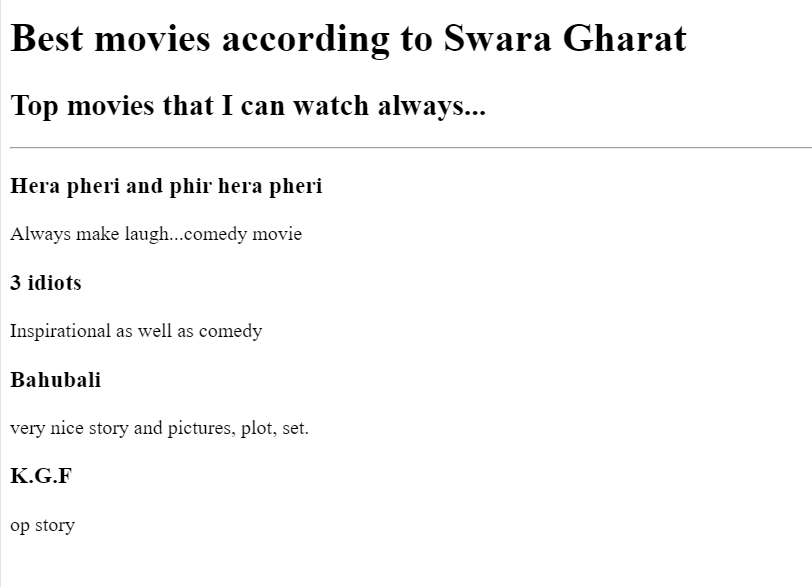 Best movies according to Swara Gharat
Top movies that I can watch always...
Hera pheri and phir hera pheri
Always make laugh...comedy movie
3 idiots
Inspirational as well as comedy
Bahubali
very nice story and pictures, plot, set.
K.G.F
op story